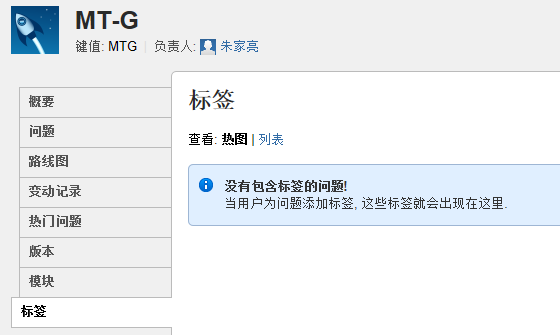 MT-G
键值: MTG 负责人: 朱家亮
概要
问题
路线图
变动记录
热门问题
版本
模块
标签
标签
查看: 热图 | 列表
没有包含标签的问题!
当用户为问题添加标签, 这些标签就会出现在这里.